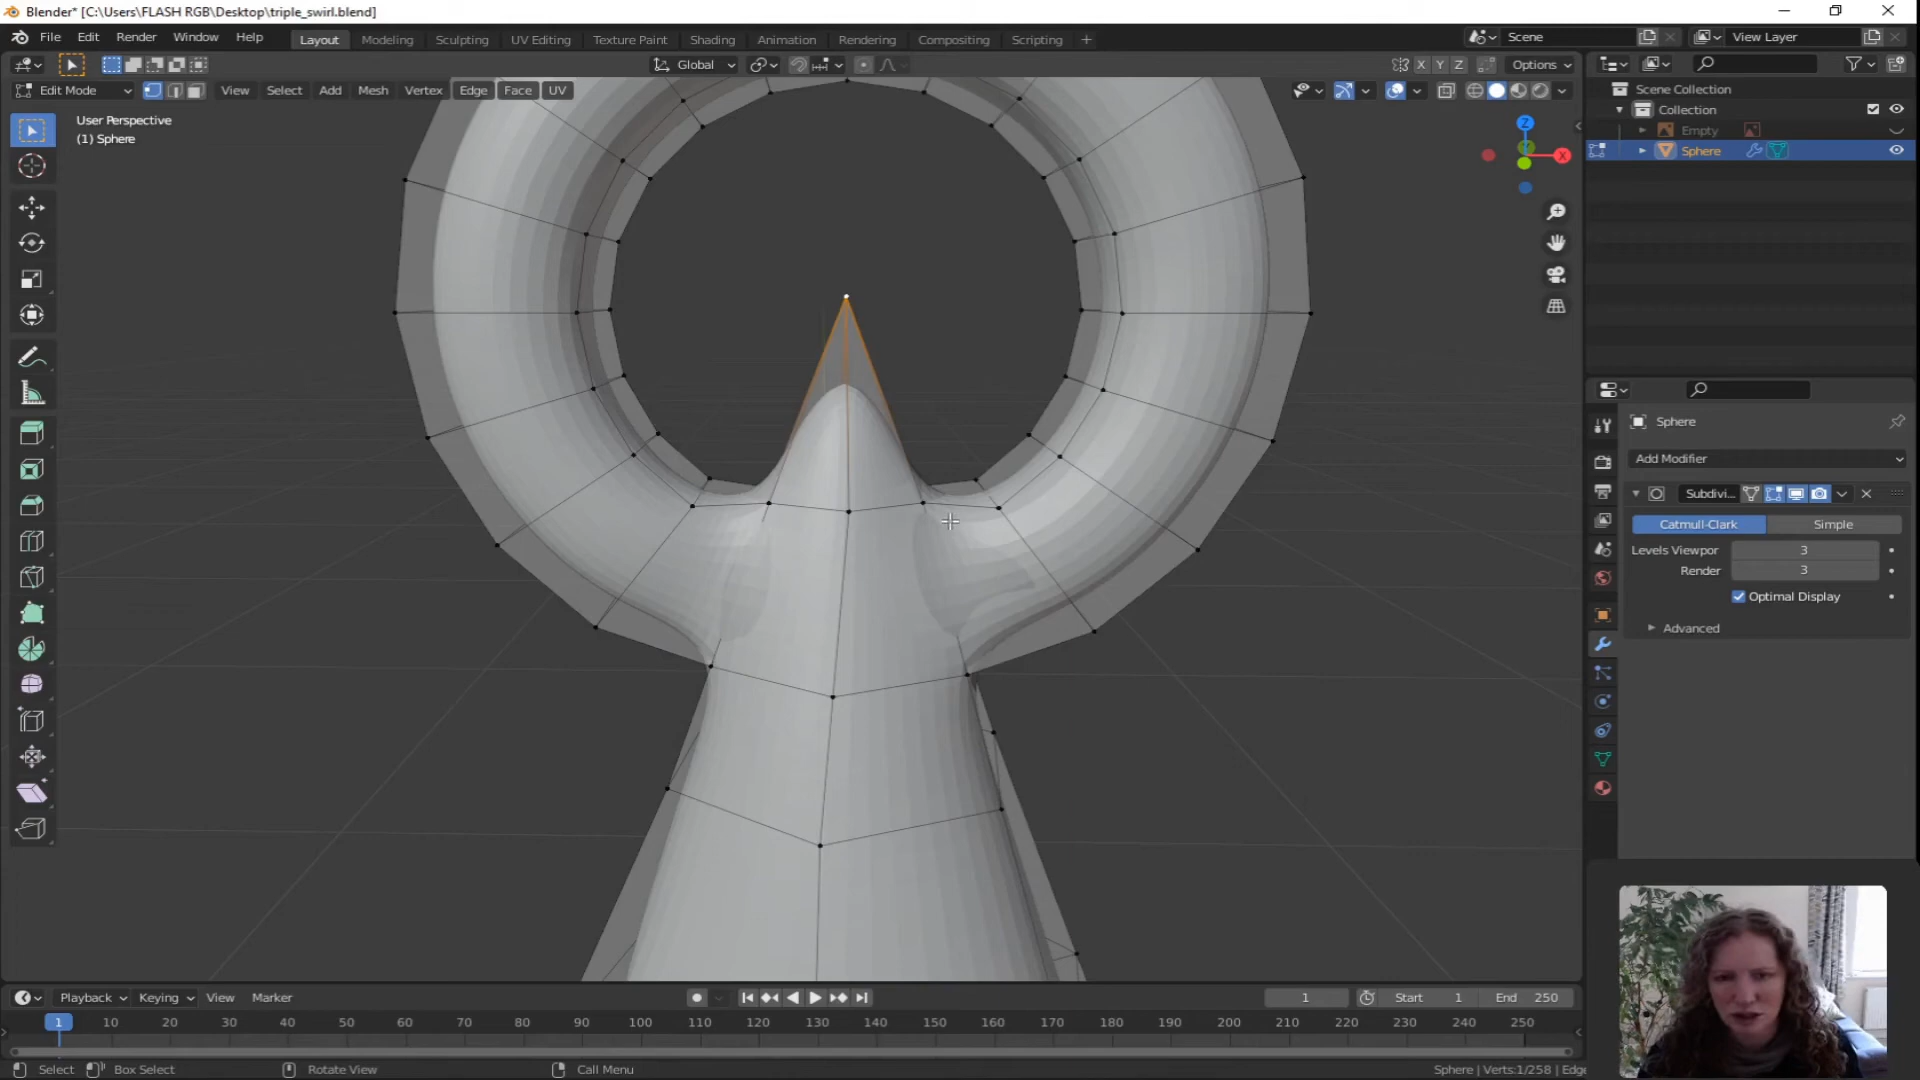 Blender* [C:\Users\FLASH RGB\Desktop\triple_swirl.blend]
File Edit Render Window Help Layout Modeling Sculpting UV Editing Texture Paint Shading Animation Rendering Compositing Scripting + Scene View Layer
Global X Y Z Options
Edit Mode View Select Add Mesh Vertex Edge Face UV
Scene Collection
Collection
Empty
Sphere
User Perspective
(1) Sphere
Z
X
Sphere
Add Modifier
Subdivi...
Catmull-Clark Simple
Levels Viewpor 3
Render 3
Optimal Display
Advanced
Playback Keying View Marker 1 Start 1 End 250
1 10 20 30 40 50 60 70 80 90 100 110 120 130 140 150 160 170 180 190 200 210 220 230 240 250
Select Box Select Rotate View Call Menu Sphere | Verts:1/258 | Edge